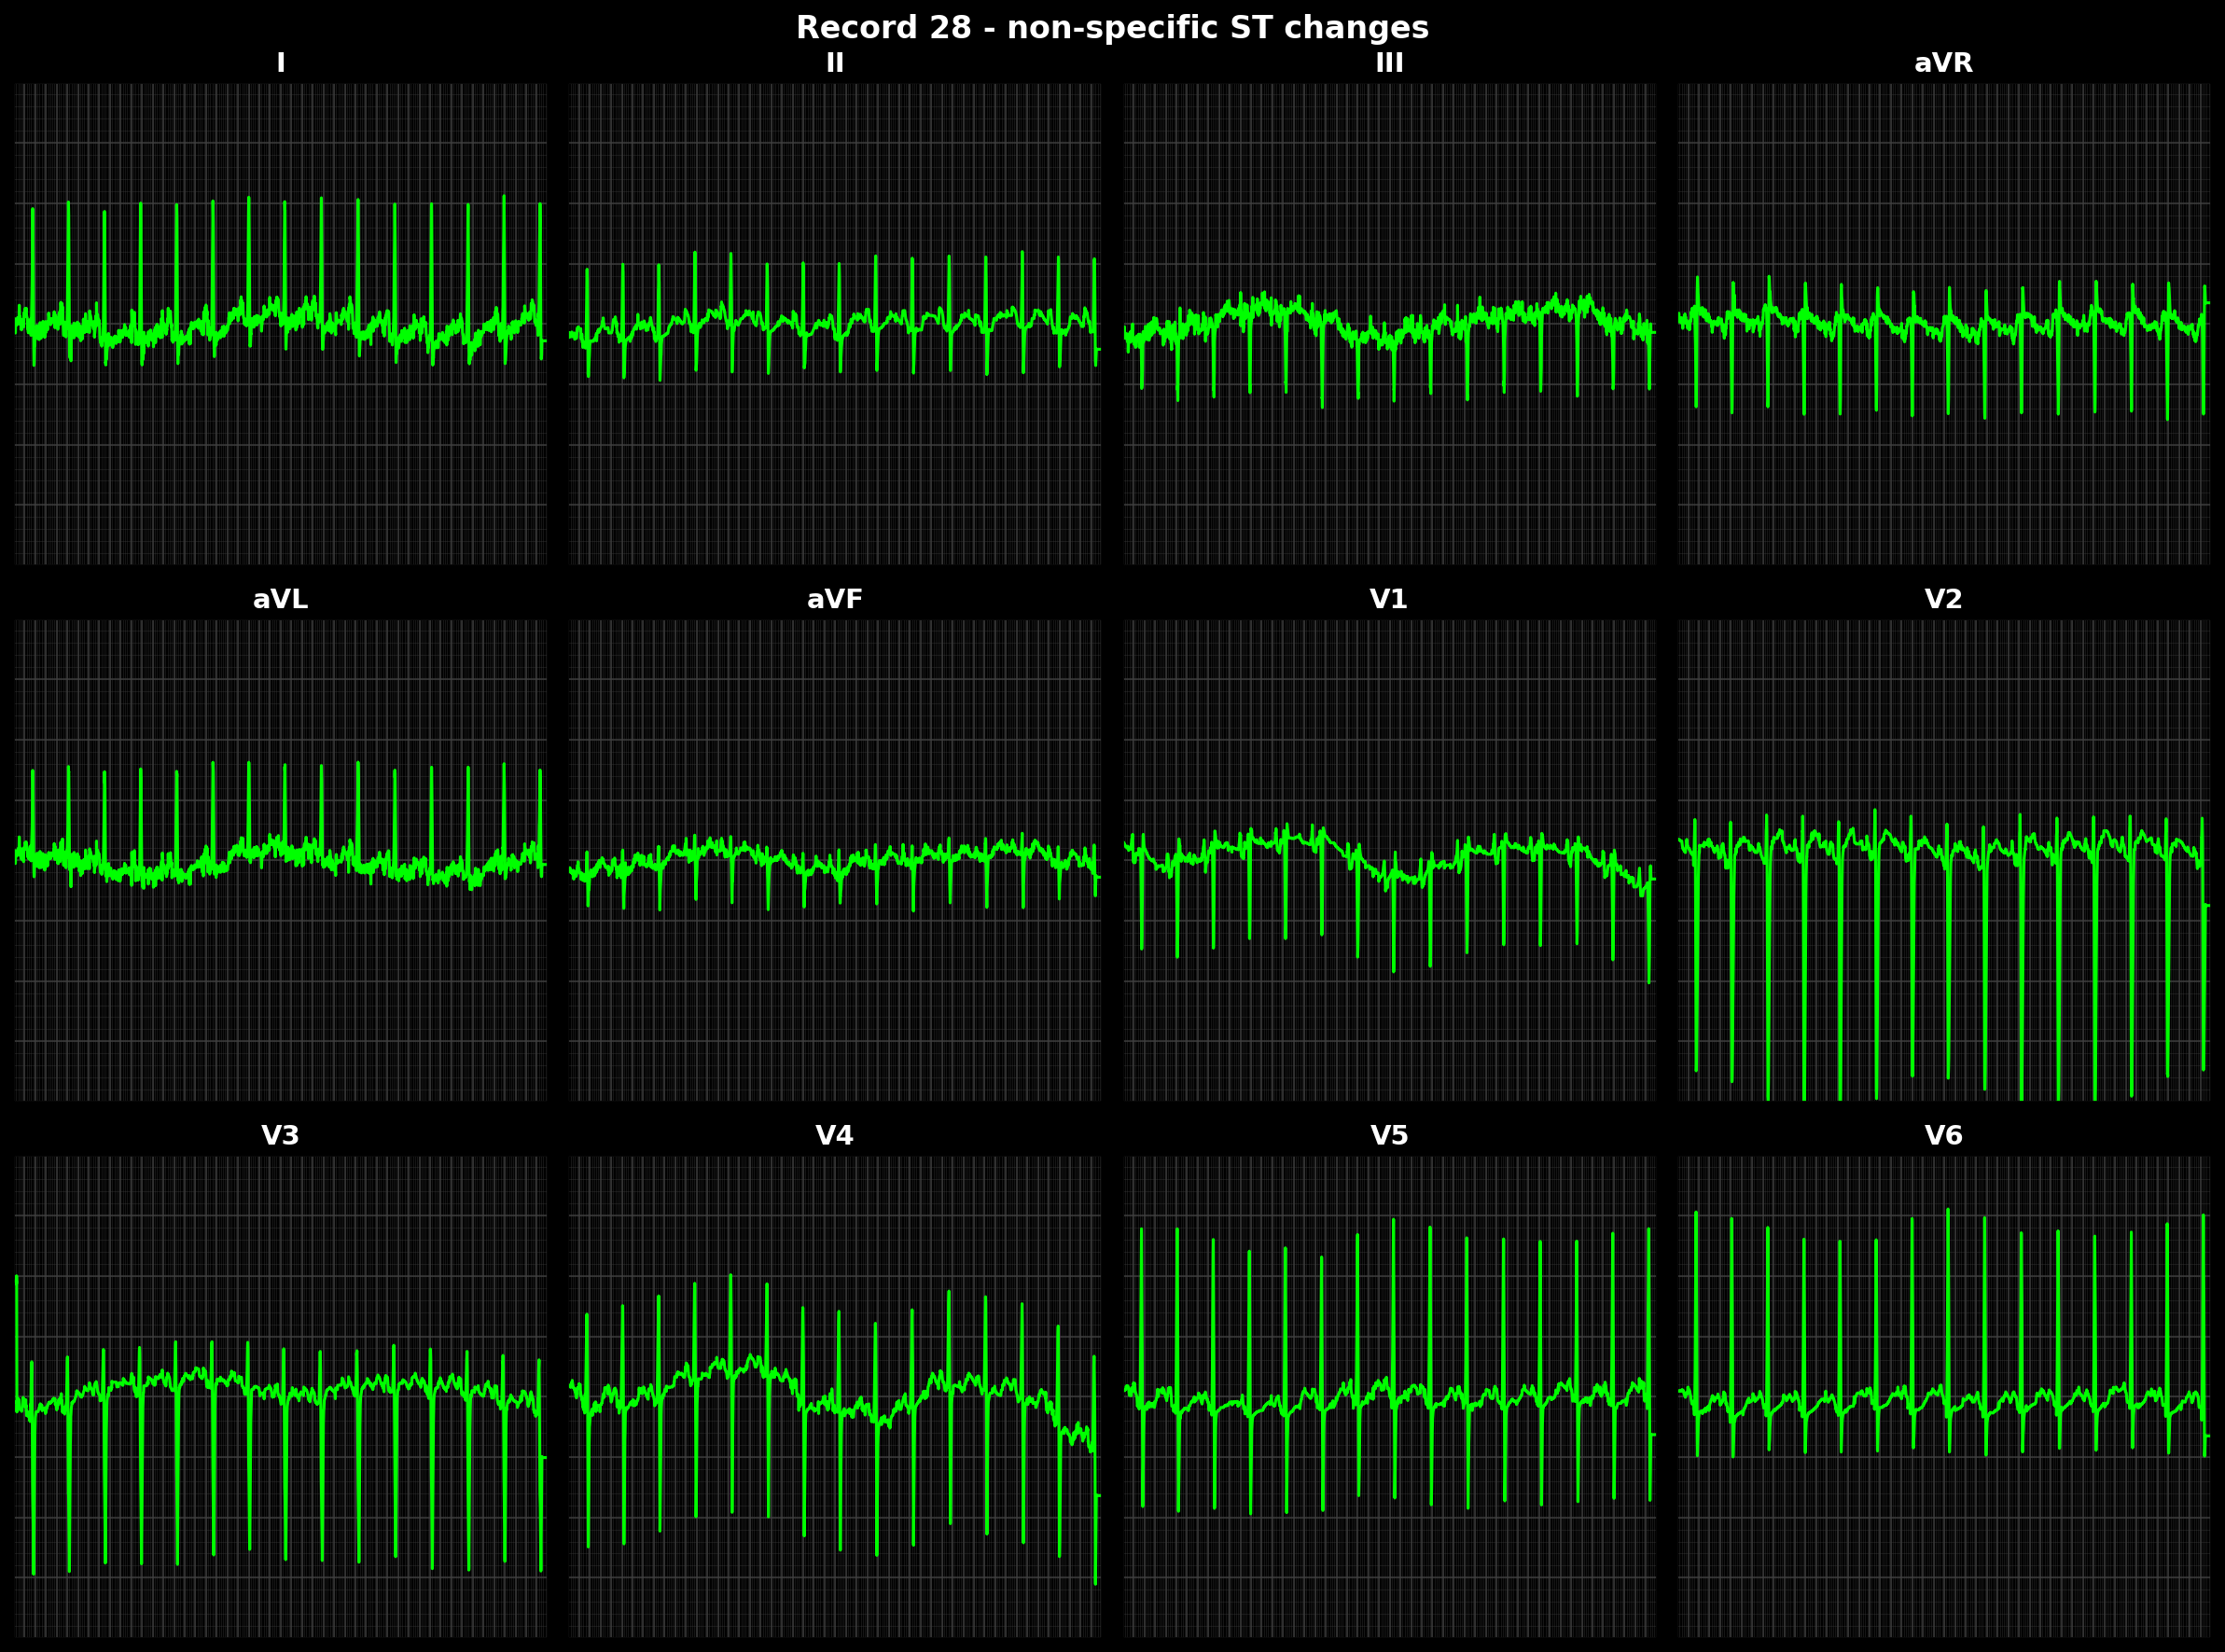 Record 28 - non-specific ST changes
I
II
III
aVR
aVL
aVF
V1
V2
V3
V4
V5
V6